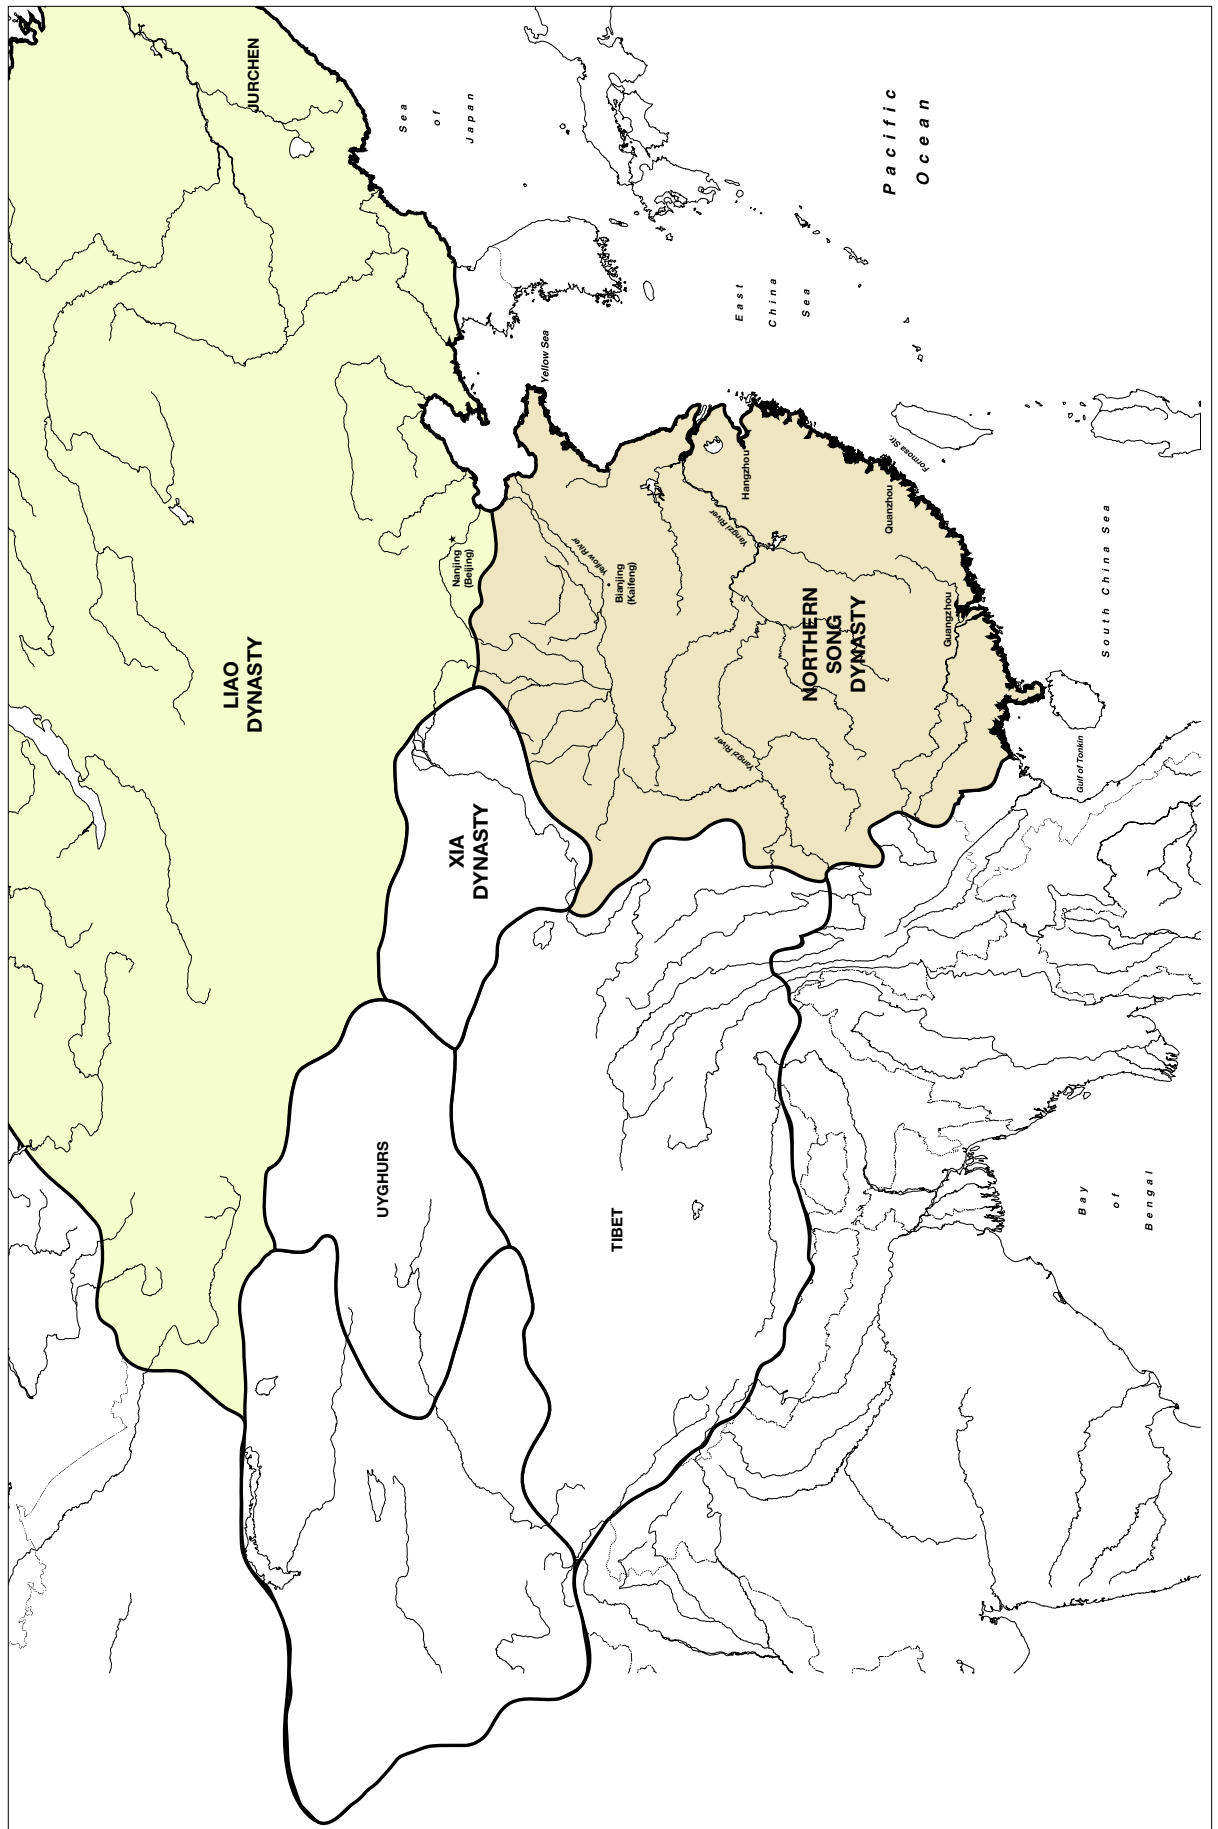 JURCHEN
Sea
of
Japan
Pacific
Ocean
East
China
Sea
Yellow Sea
Formosa Str.
Hangzhou
Quanzhou
Yellow River
Yangzi River
Nanjing
(Beijing)
Bianjing
(Kaifeng)
Guangzhou
South China Sea
LIAO
DYNASTY
NORTHERN
SONG
DYNASTY
Yangzi River
Gulf of Tonkin
XIA
DYNASTY
UYGHURS
TIBET
Bay
of
Bengal